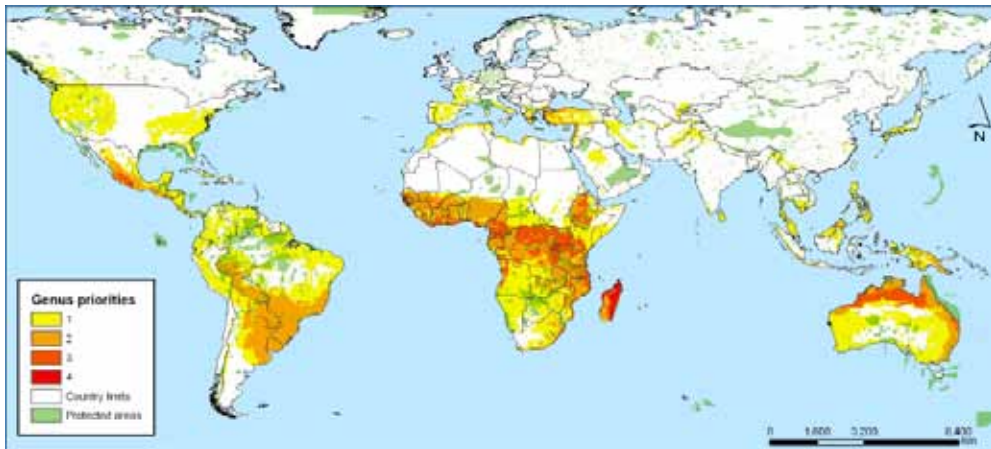 N
Genus priorities
1
2
3
4
Country limits
Protected areas
0 1.600 3.200 6.400
km